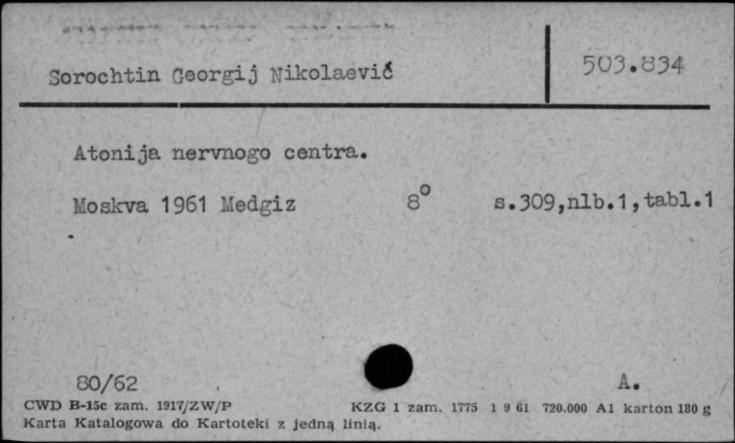 Sorochtin Georgij Nikolaević 503.834
Atonija nervnogo centra.
Moskva 1961 Medgiz 8° s.309,nlb.1,tabl.1
80/62 A.
CWD B-15c zam. 1917/ZW/P KZG 1 zam. 1775 1 9 61 720.000 A1 karton 180 g
Karta Katalogowa do Kartoteki z jedną linią.